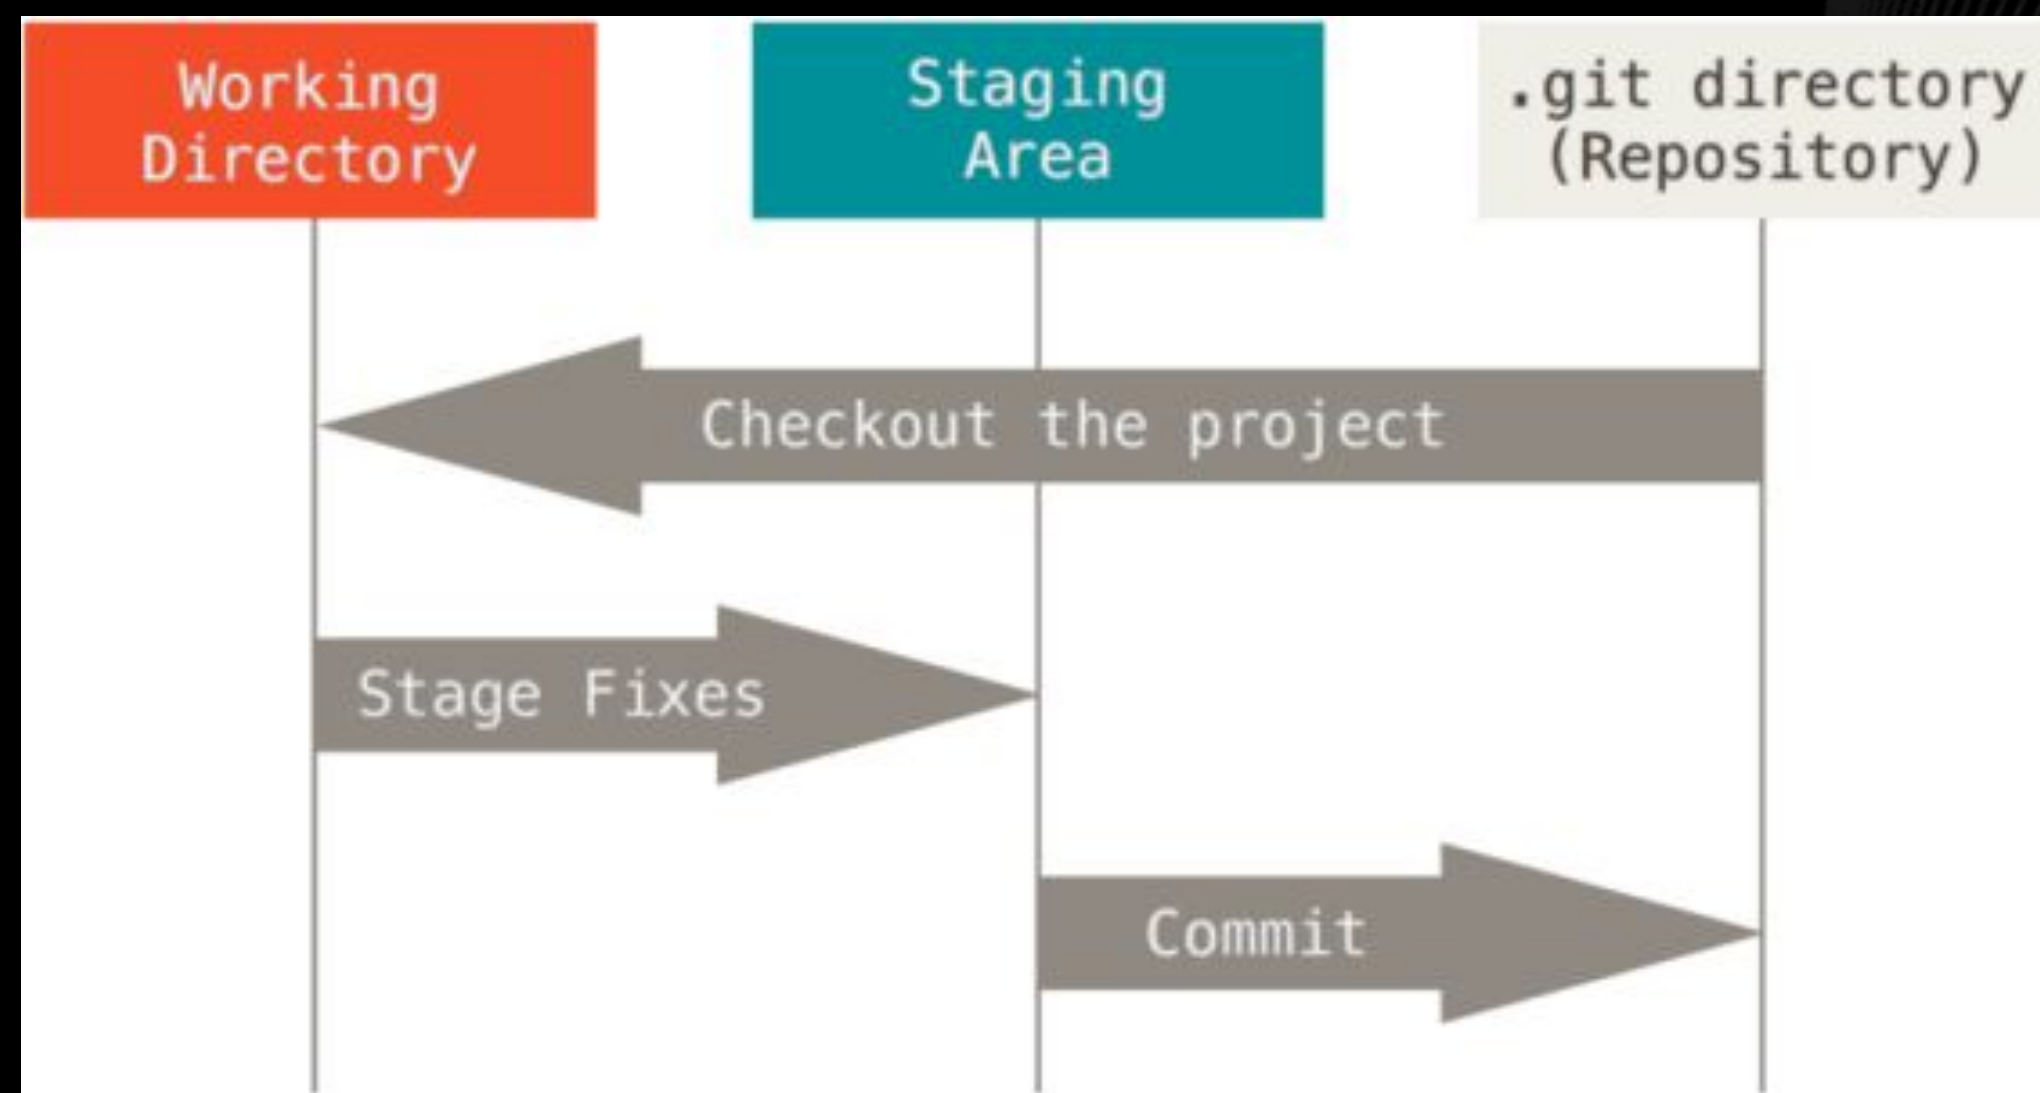 Working
Directory
Staging
Area
.git directory
(Repository)
Checkout the project
Stage Fixes
Commit